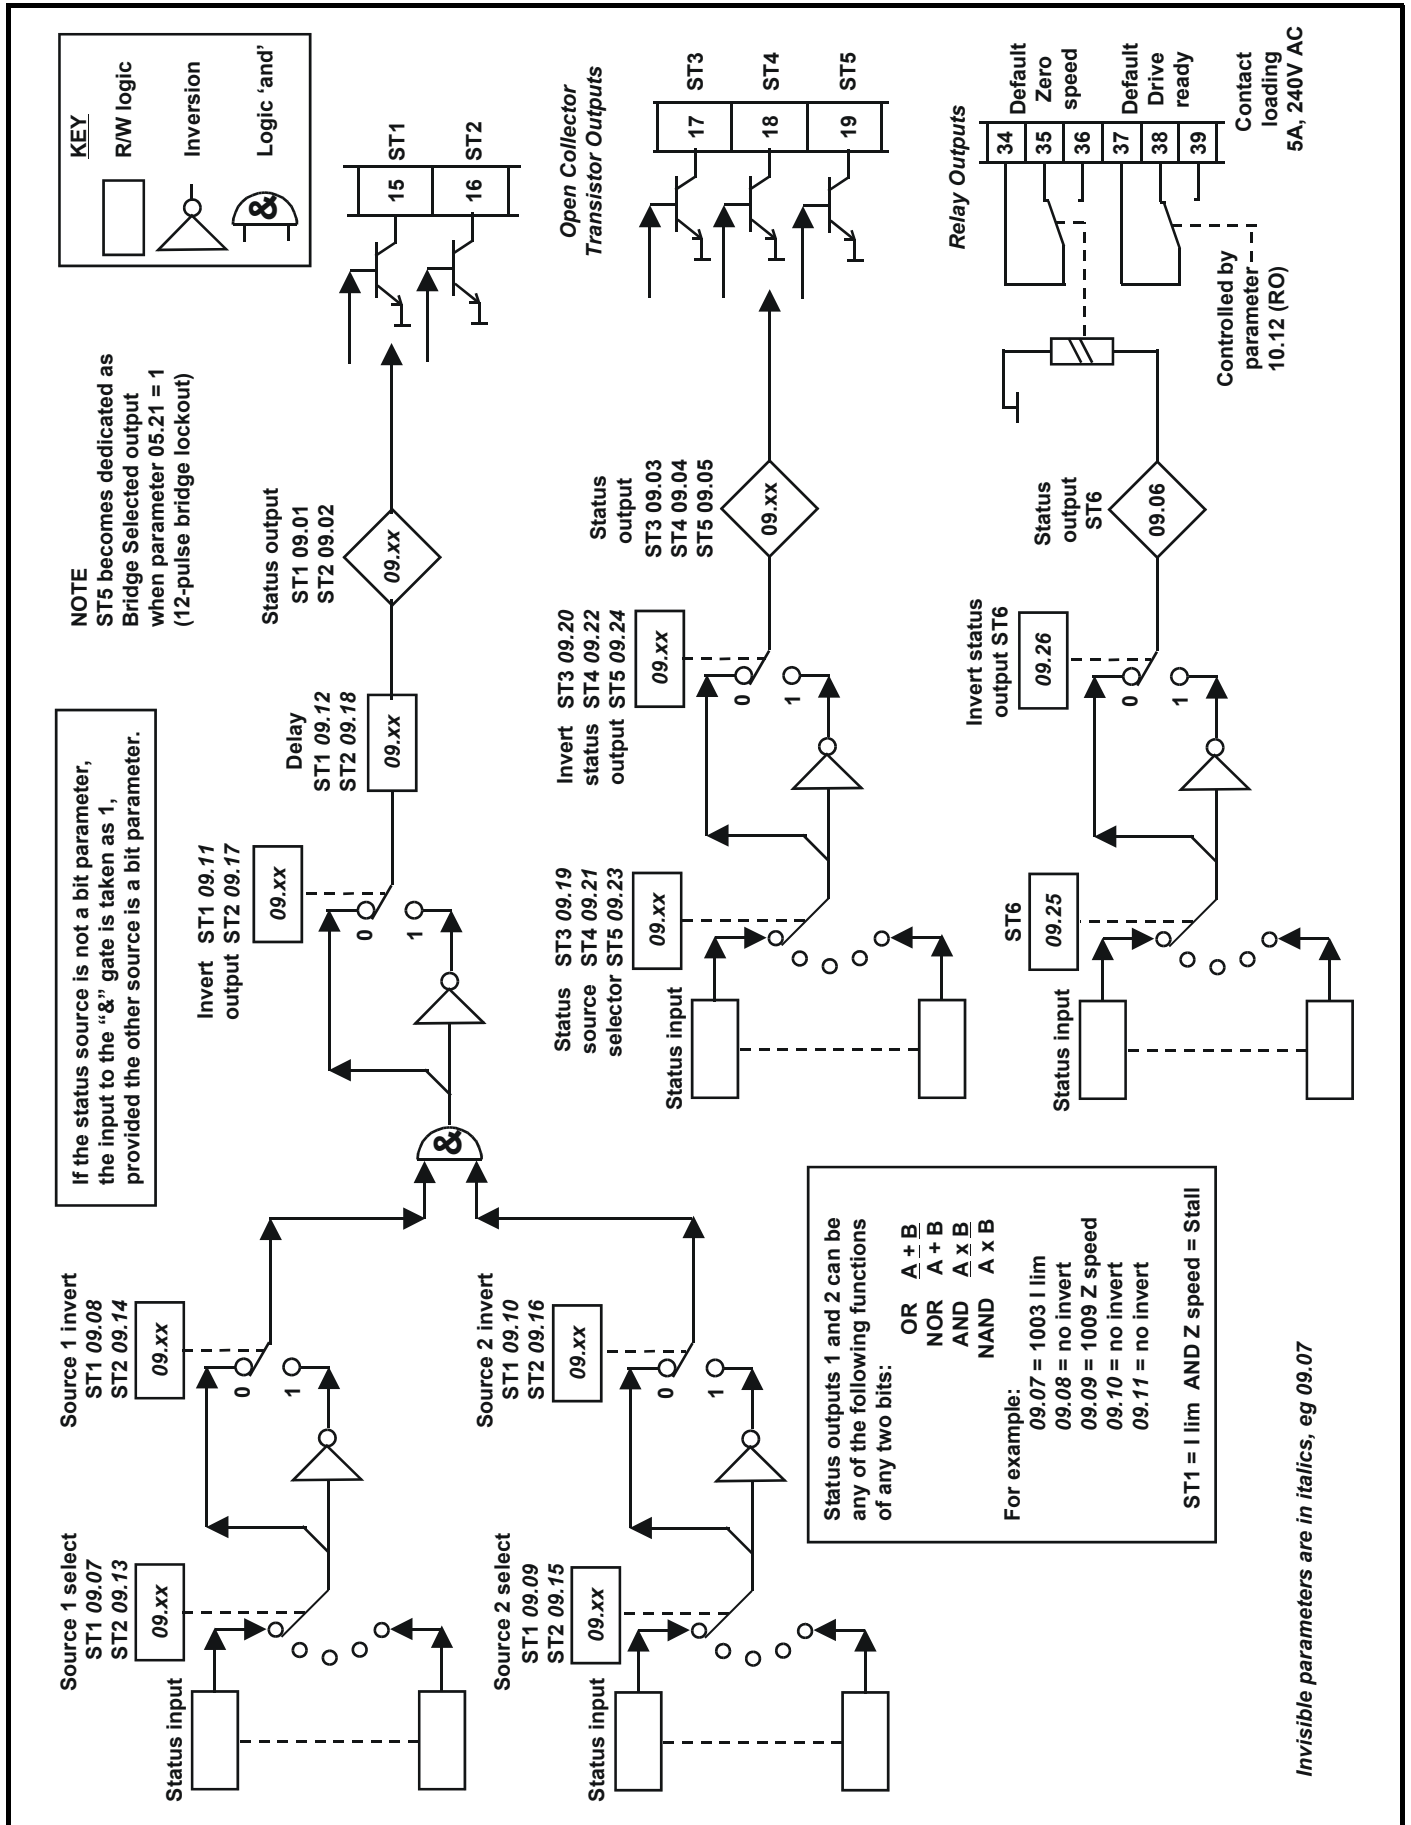 KEY
R/W logic
Inversion
&
Logic ‘and’
NOTE
ST5 becomes dedicated as
Bridge Selected output
when parameter 05.21 = 1
(12-pulse bridge lockout)
If the status source is not a bit parameter,
the input to the “&” gate is taken as 1,
provided the other source is a bit parameter.
Source 1 select
ST1 09.07
ST2 09.13
09.xx
Status input
Source 1 invert
ST1 09.08
ST2 09.14
09.xx
0
1
Source 2 select
ST1 09.09
ST2 09.15
09.xx
Status input
Source 2 invert
ST1 09.10
ST2 09.16
09.xx
0
1
&
Invert ST1 09.11
output ST2 09.17
09.xx
0
1
Delay
ST1 09.12
ST2 09.18
09.xx
Status output
ST1 09.01
ST2 09.02
09.xx
15
ST1
16
ST2
Open Collector
Transistor Outputs
Status ST3 09.19
source ST4 09.21
selector ST5 09.23
09.xx
Status input
Invert ST3 09.20
status ST4 09.22
output ST5 09.24
09.xx
0
1
Status
output
ST3 09.03
ST4 09.04
ST5 09.05
09.xx
17
ST3
18
ST4
19
ST5
Relay Outputs
ST6
09.25
Status input
Invert status
output ST6
09.26
0
1
Status
output
ST6
09.06
34
35
36
37
38
39
Default
Zero
speed
Default
Drive
ready
Contact
loading
5A, 240V AC
Controlled by
parameter
10.12 (RO)
Status outputs 1 and 2 can be
any of the following functions
of any two bits:
OR A + B
NOR A + B
AND A x B
NAND A x B
For example:
09.07 = 1003 I lim
09.08 = no invert
09.09 = 1009 Z speed
09.10 = no invert
09.11 = no invert
ST1 = I lim AND Z speed = Stall
Invisible parameters are in italics, eg 09.07